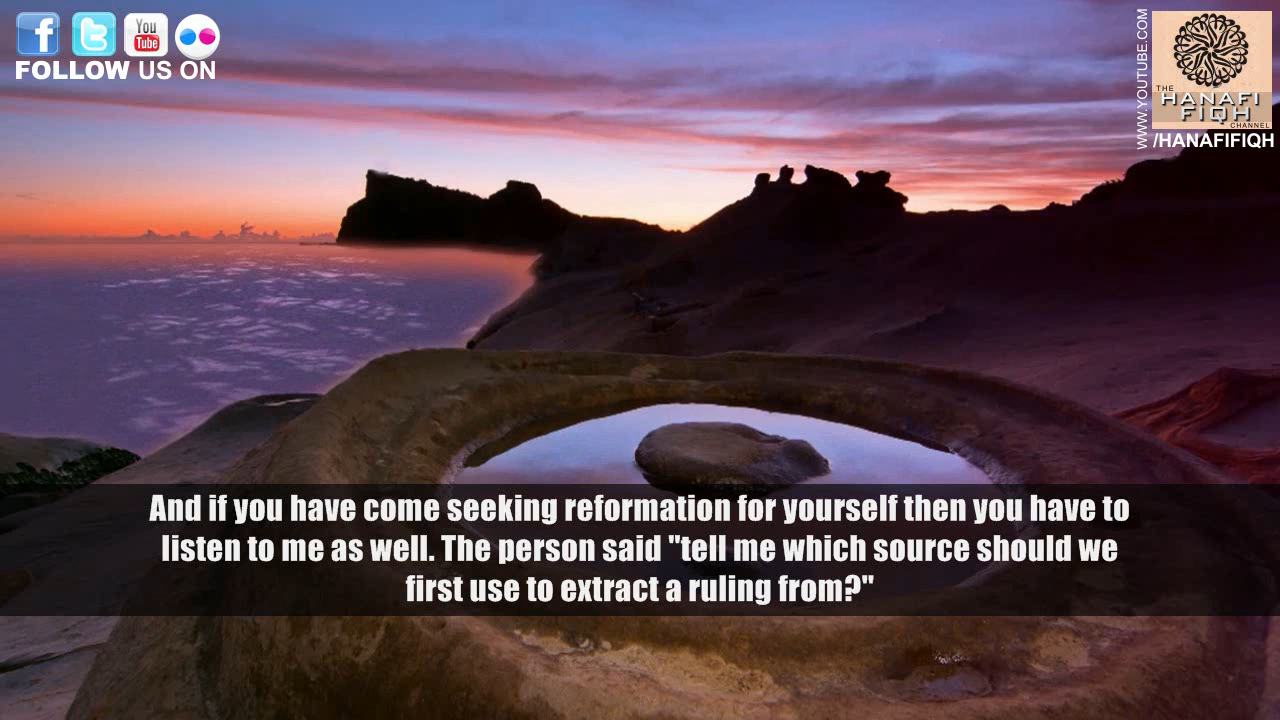 You
Tube
FOLLOW US ON
WWW.YOUTUBE.COM
THE
HANAFI
FIQH
CHANNEL
/HANAFIFIQH
And if you have come seeking reformation for yourself then you have to
listen to me as well. The person said "tell me which source should we
first use to extract a ruling from?"